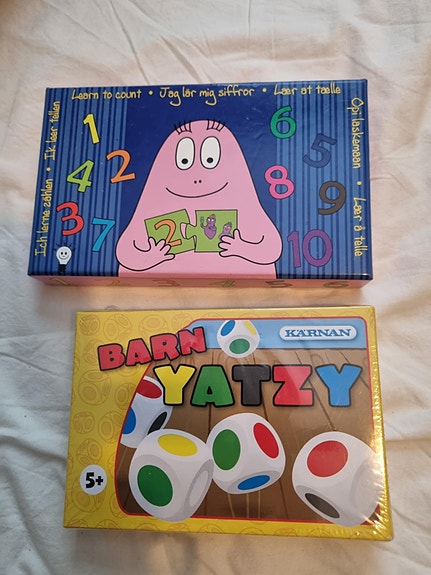 Learn to count • Jag lär mig siffror • Lær at tælle
Opi laskemaan • Lær å telle
Ich lerne zählen • Ik leer tellen
1
6
2
5
4
8
9
3
7
2
10
BARN
KÄRNAN
YATZY
5+